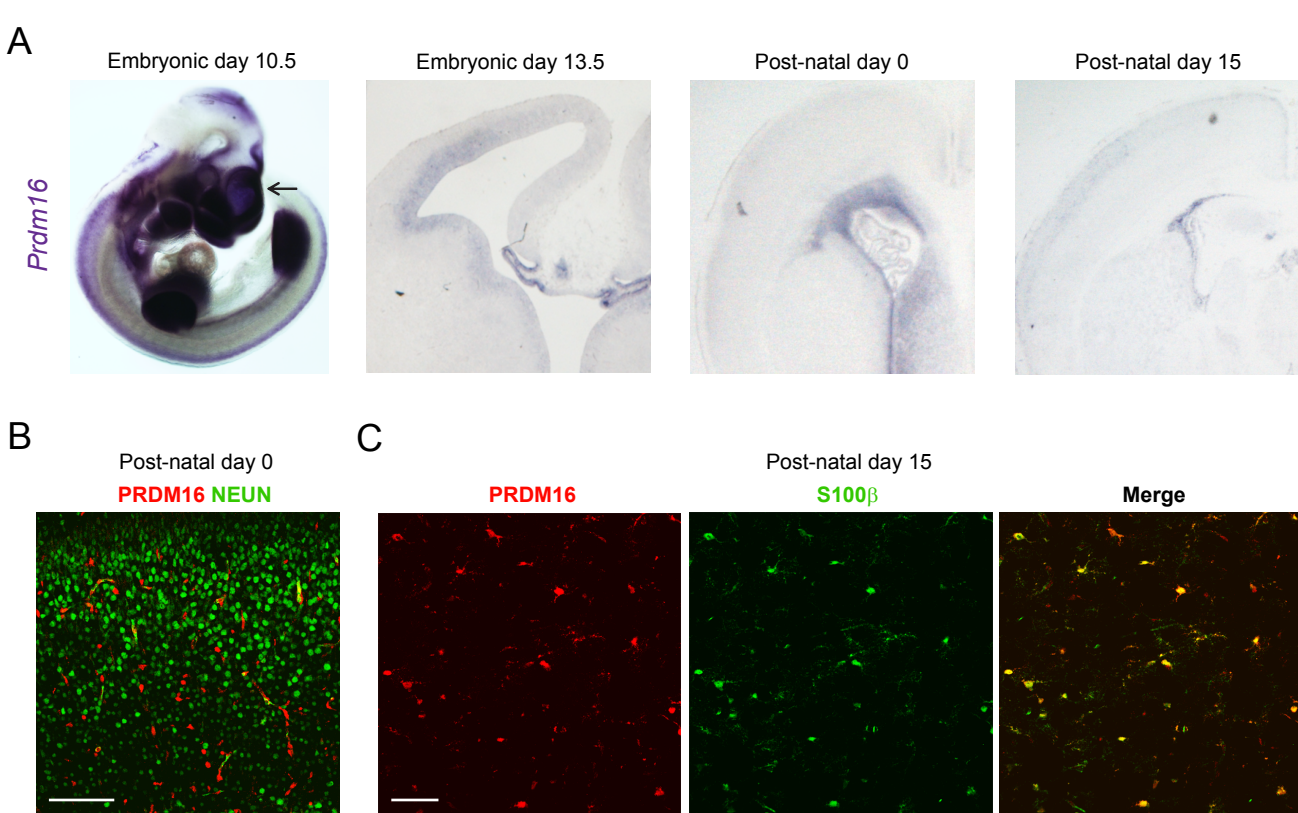 A
Embryonic day 10.5
Embryonic day 13.5
Post-natal day 0
Post-natal day 15
Prdm16
B
C
Post-natal day 0
Post-natal day 15
PRDM16 NEUN
PRDM16
S100β
Merge